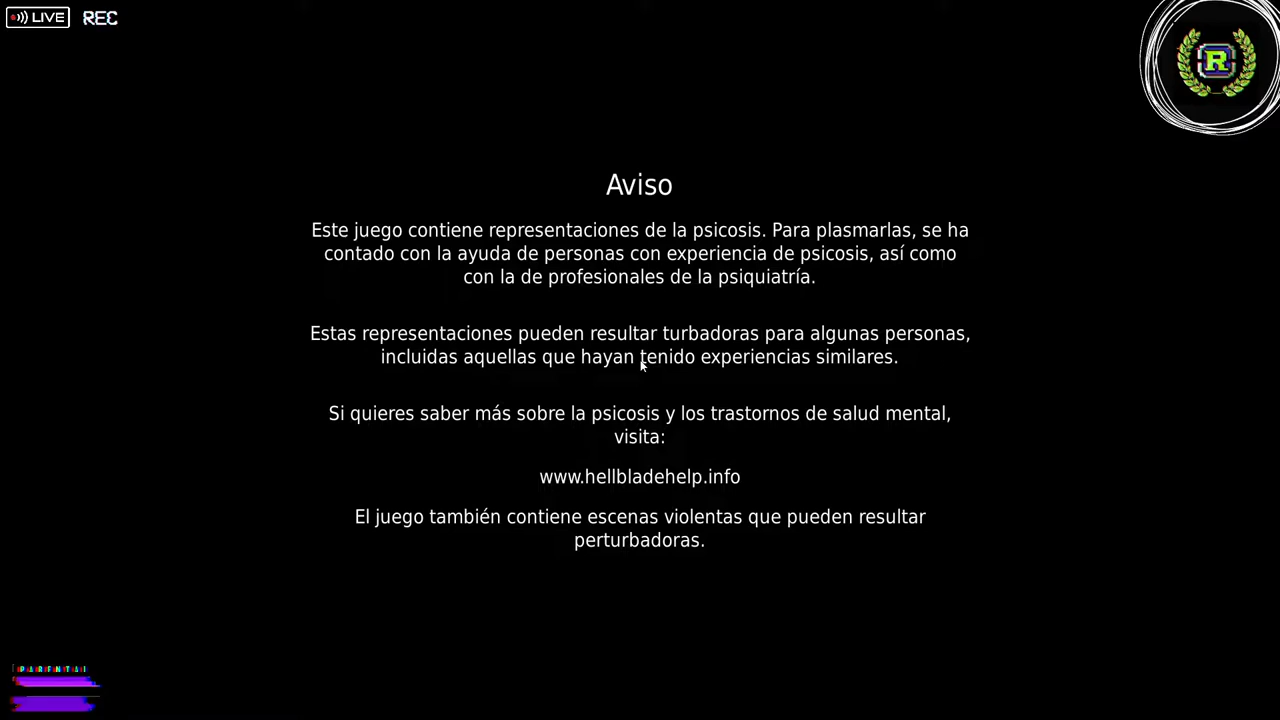 LIVE REC
R
Aviso
Este juego contiene representaciones de la psicosis. Para plasmarlas, se ha
contado con la ayuda de personas con experiencia de psicosis, así como
con la de profesionales de la psiquiatría.
Estas representaciones pueden resultar turbadoras para algunas personas,
incluidas aquellas que hayan tenido experiencias similares.
Si quieres saber más sobre la psicosis y los trastornos de salud mental,
visita:
www.hellbladehelp.info
El juego también contiene escenas violentas que pueden resultar
perturbadoras.